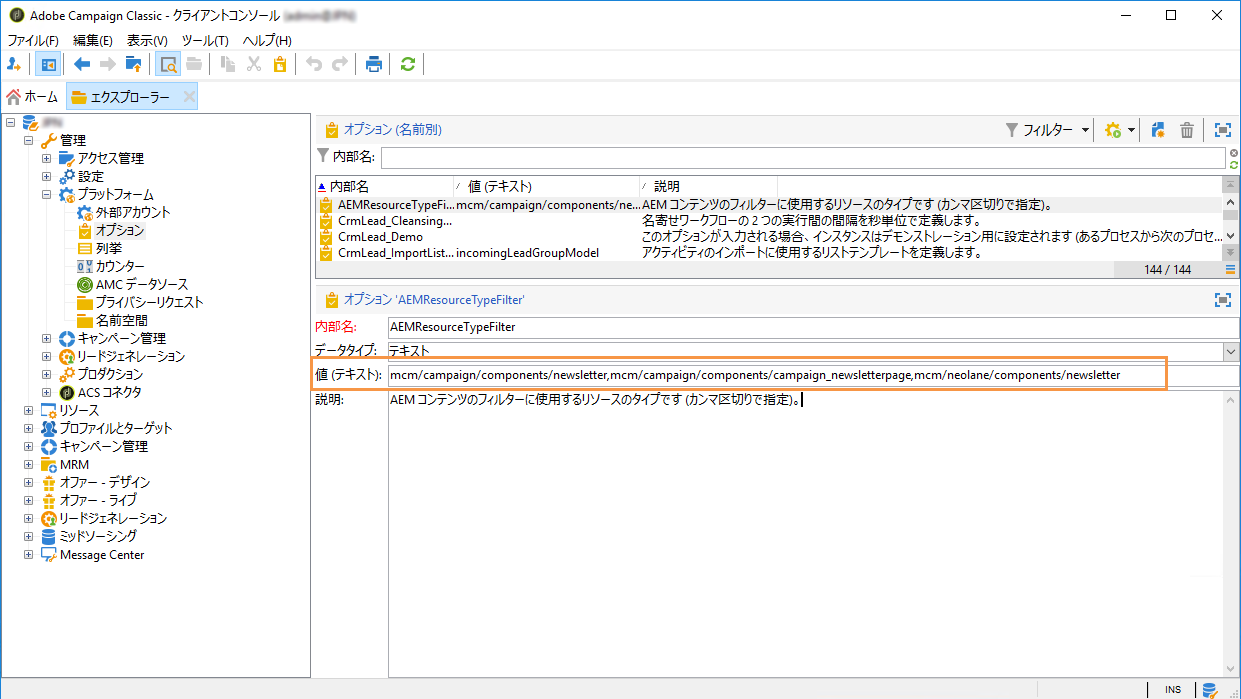 Adobe Campaign Classic - クライアントコンソール
ファイル(F) 編集(E) 表示(V) ツール(T) ヘルプ(H)
ホーム エクスプローラー
管理
アクセス管理
設定
プラットフォーム
外部アカウント
オプション
列挙
カウンター
AMC データソース
プライバシーリクエスト
名前空間
キャンペーン管理
リードジェネレーション
プロダクション
ACS コネクタ
リソース
プロファイルとターゲット
キャンペーン管理
MRM
オファー - デザイン
オファー - ライブ
リードジェネレーション
ミッドソーシング
Message Center
オプション (名前別) フィルター
内部名:
内部名 値 (テキスト) 説明
AEMResourceTypeFi... mcm/campaign/components/ne... AEM コンテンツのフィルターに使用するリソースのタイプです (カンマ区切りで指定)。
CrmLead_Cleansing... 名寄せワークフローの 2 つの実行間の間隔を秒単位で定義します。
CrmLead_Demo このオプションが入力される場合、インスタンスはデモンストレーション用に設定されます (あるプロセスから次のプロセ...
CrmLead_ImportList... incomingLeadGroupModel アクティビティのインポートに使用するリストテンプレートを定義します。
144 / 144
オプション 'AEMResourceTypeFilter'
内部名: AEMResourceTypeFilter
データタイプ: テキスト
値 (テキスト): mcm/campaign/components/newsletter,mcm/campaign/components/campaign_newsletterpage,mcm/neolane/components/newsletter
説明: AEM コンテンツのフィルターに使用するリソースのタイプです (カンマ区切りで指定)。
INS